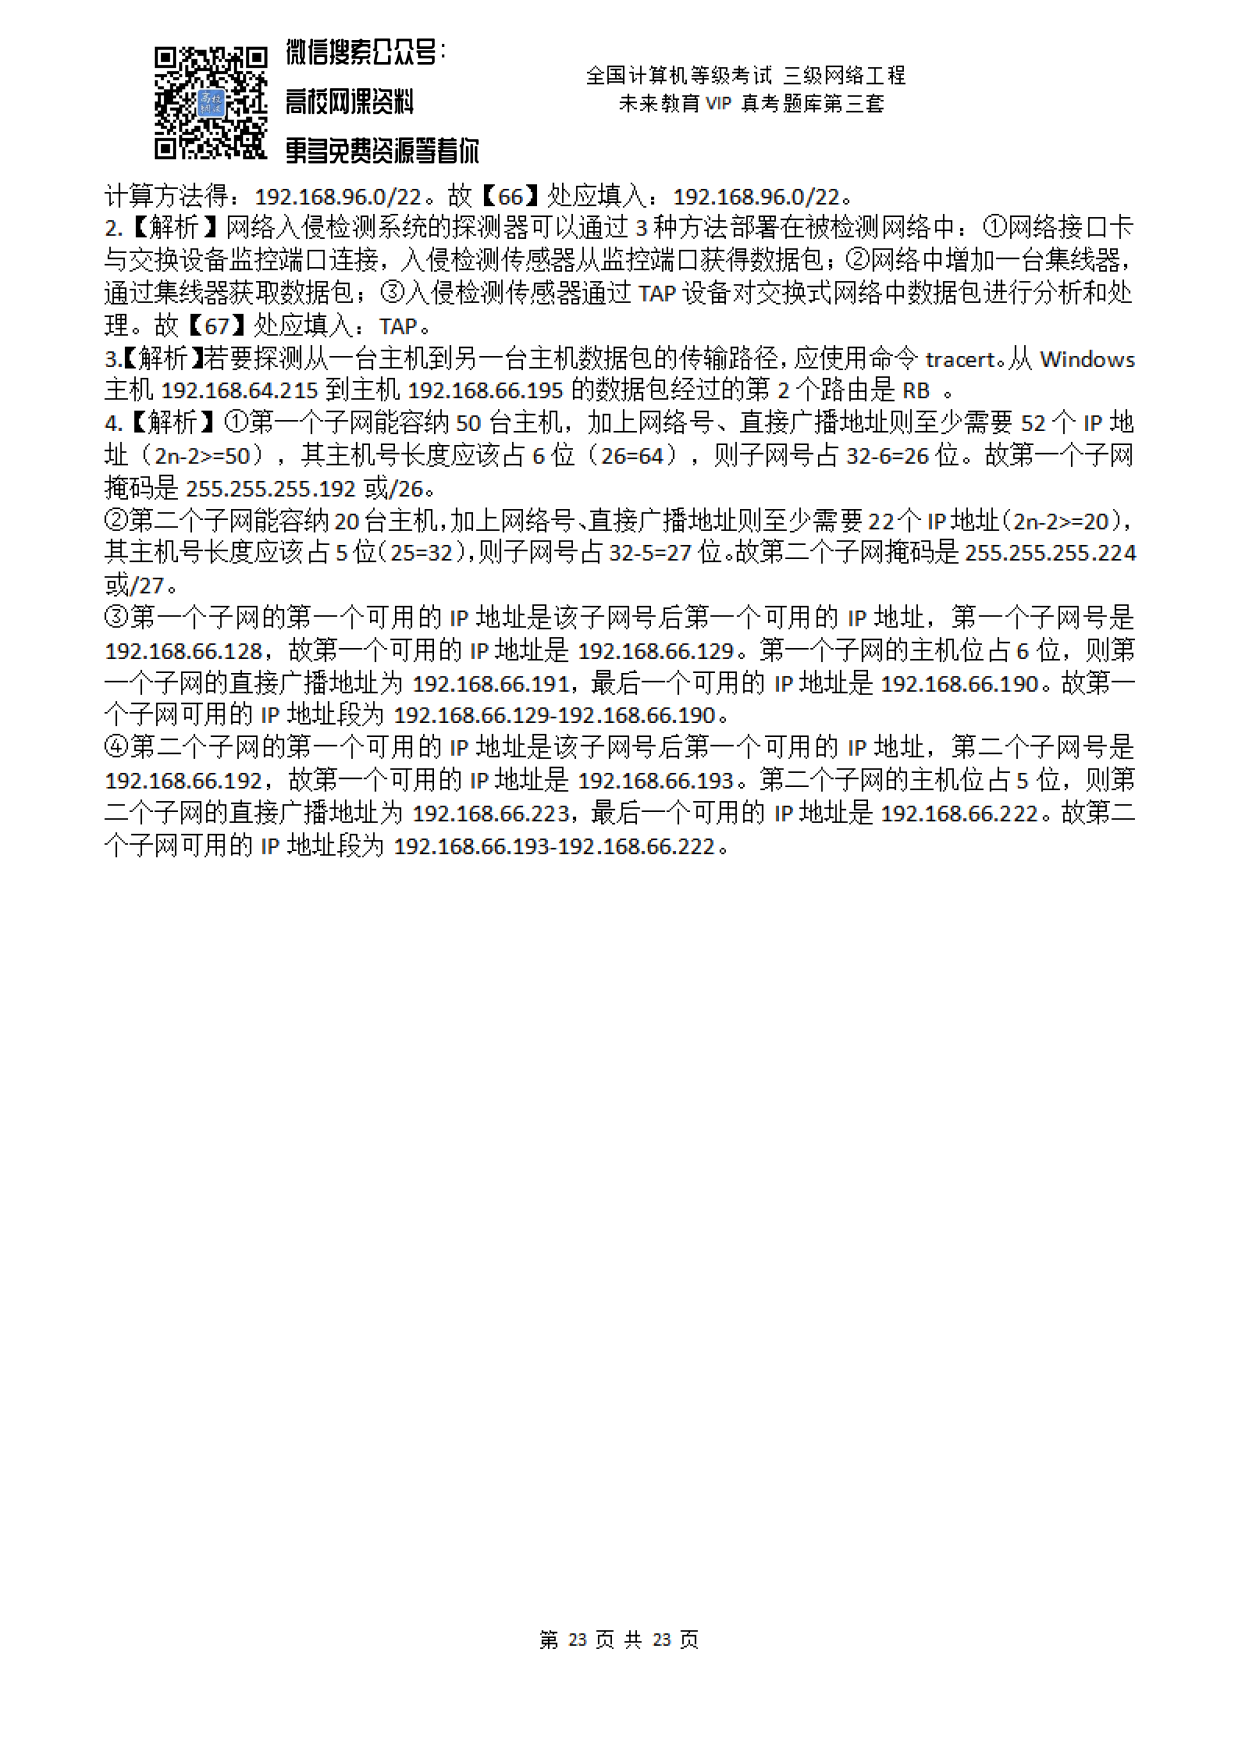 微信搜索公众号：
高校网课资料
更多免费资源等着你
全国计算机等级考试 三级网络工程
未来教育 VIP 真考题库第三套
计算方法得：192.168.96.0/22。故【66】处应填入：192.168.96.0/22。
2.【解析】网络入侵检测系统的探测器可以通过 3 种方法部署在被检测网络中：①网络接口卡
与交换设备监控端口连接，入侵检测传感器从监控端口获得数据包；②网络中增加一台集线器，
通过集线器获取数据包；③入侵检测传感器通过 TAP 设备对交换式网络中数据包进行分析和处
理。故【67】处应填入：TAP。
3.【解析】若要探测从一台主机到另一台主机数据包的传输路径，应使用命令 tracert。从 Windows
主机 192.168.64.215 到主机 192.168.66.195 的数据包经过的第 2 个路由是 RB 。
4.【解析】①第一个子网能容纳 50 台主机，加上网络号、直接广播地址则至少需要 52 个 IP 地
址（2n-2>=50），其主机号长度应该占 6 位（26=64），则子网号占 32-6=26 位。故第一个子网
掩码是 255.255.255.192 或/26。
②第二个子网能容纳 20 台主机，加上网络号、直接广播地址则至少需要 22 个 IP 地址（2n-2>=20），
其主机号长度应该占 5 位（25=32），则子网号占 32-5=27 位。故第二个子网掩码是 255.255.255.224
或/27。
③第一个子网的第一个可用的 IP 地址是该子网号后第一个可用的 IP 地址，第一个子网号是
192.168.66.128，故第一个可用的 IP 地址是 192.168.66.129。第一个子网的主机位占 6 位，则第
一个子网的直接广播地址为 192.168.66.191，最后一个可用的 IP 地址是 192.168.66.190。故第一
个子网可用的 IP 地址段为 192.168.66.129-192.168.66.190。
④第二个子网的第一个可用的 IP 地址是该子网号后第一个可用的 IP 地址，第二个子网号是
192.168.66.192，故第一个可用的 IP 地址是 192.168.66.193。第二个子网的主机位占 5 位，则第
二个子网的直接广播地址为 192.168.66.223，最后一个可用的 IP 地址是 192.168.66.222。故第二
个子网可用的 IP 地址段为 192.168.66.193-192.168.66.222。
第 23 页 共 23 页